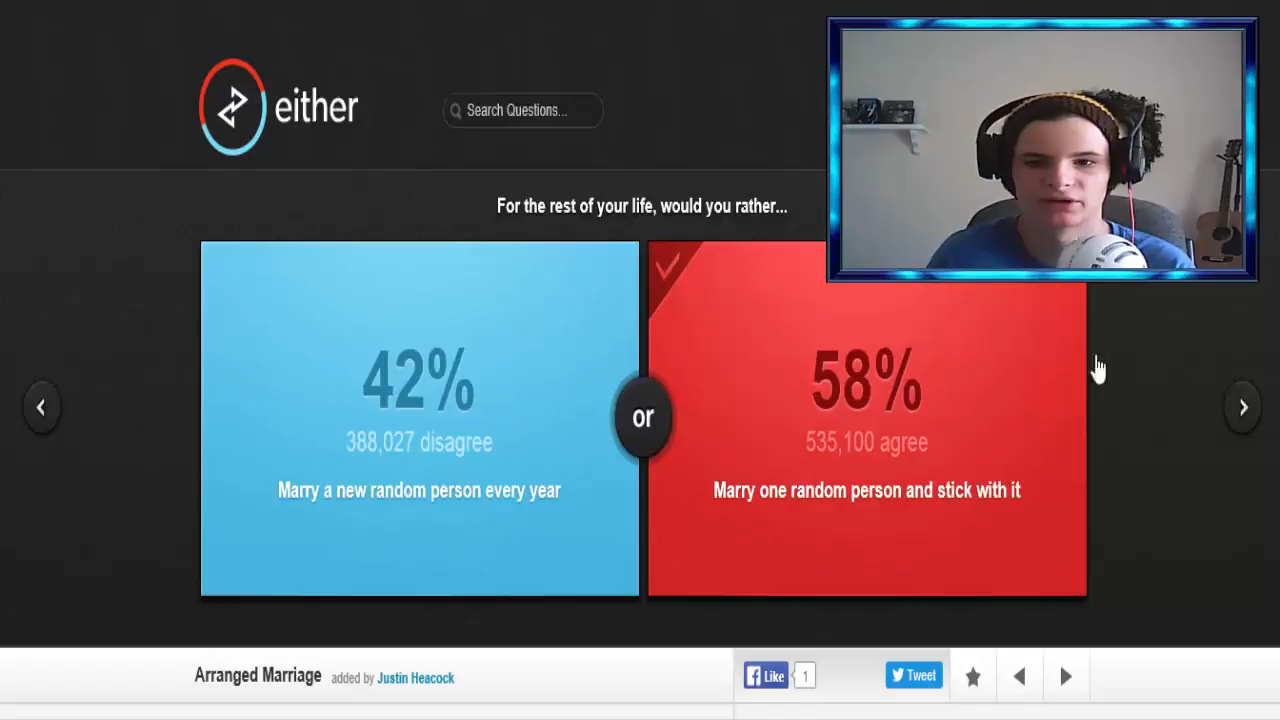 either
Search Questions...
For the rest of your life, would you rather...
42%
388,027 disagree
Marry a new random person every year
or
58%
535,100 agree
Marry one random person and stick with it
Arranged Marriage added by Justin Heacock
Like 1
Tweet